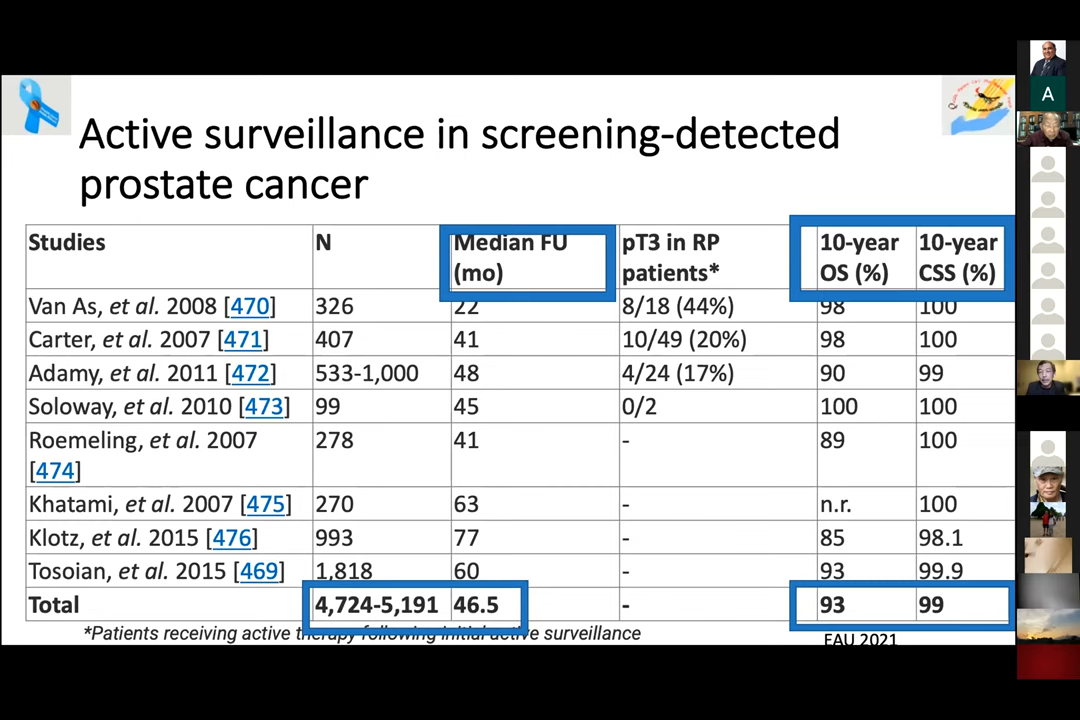 Active surveillance in screening-detected
prostate cancer
Studies N Median FU (mo) pT3 in RP patients* 10-year OS (%) 10-year CSS (%)
Van As, et al. 2008 [470] 326 22 8/18 (44%) 98 100
Carter, et al. 2007 [471] 407 41 10/49 (20%) 98 100
Adamy, et al. 2011 [472] 533-1,000 48 4/24 (17%) 90 99
Soloway, et al. 2010 [473] 99 45 0/2 100 100
Roemeling, et al. 2007 [474] 278 41 - 89 100
Khatami, et al. 2007 [475] 270 63 - n.r. 100
Klotz, et al. 2015 [476] 993 77 - 85 98.1
Tosoian, et al. 2015 [469] 1,818 60 - 93 99.9
Total 4,724-5,191 46.5 - 93 99
*Patients receiving active therapy following initial active surveillance
EAU 2021
A